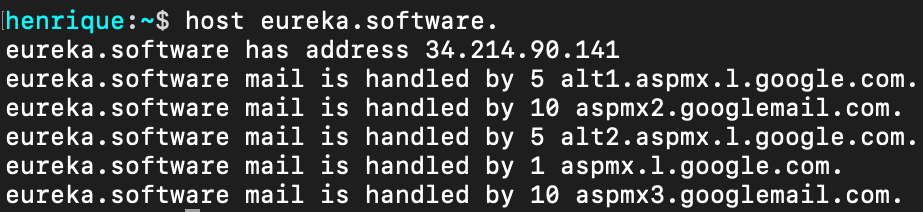 henrique:~$ host eureka.software.
eureka.software has address 34.214.90.141
eureka.software mail is handled by 5 alt1.aspmx.l.google.com.
eureka.software mail is handled by 10 aspmx2.googlemail.com.
eureka.software mail is handled by 5 alt2.aspmx.l.google.com.
eureka.software mail is handled by 1 aspmx.l.google.com.
eureka.software mail is handled by 10 aspmx3.googlemail.com.